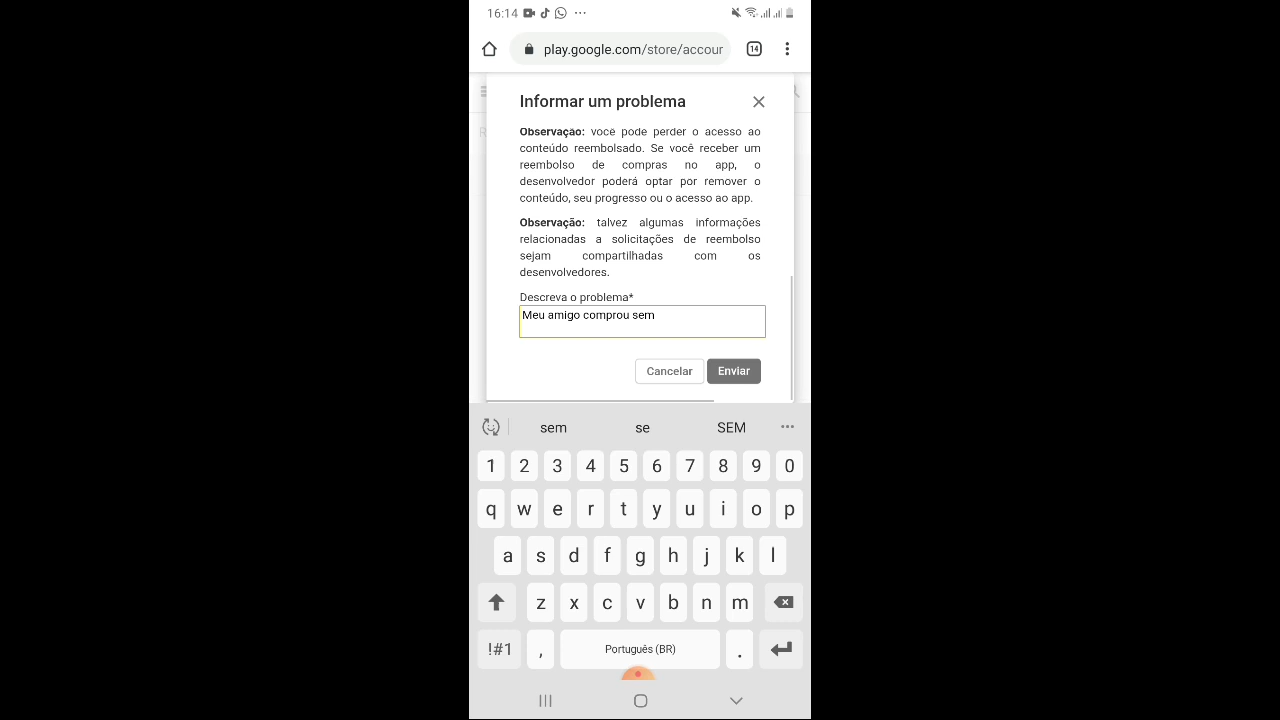 16:14
play.google.com/store/accour
14
Informar um problema
Observação: você pode perder o acesso ao
conteúdo reembolsado. Se você receber um
reembolso de compras no app, o
desenvolvedor poderá optar por remover o
conteúdo, seu progresso ou o acesso ao app.
Observação: talvez algumas informações
relacionadas a solicitações de reembolso
sejam compartilhadas com os
desenvolvedores.
Descreva o problema*
Meu amigo comprou sem
Cancelar Enviar
sem se SEM
1 2 3 4 5 6 7 8 9 0
q w e r t y u i o p
a s d f g h j k l
z x c v b n m
!#1 , Português (BR) .